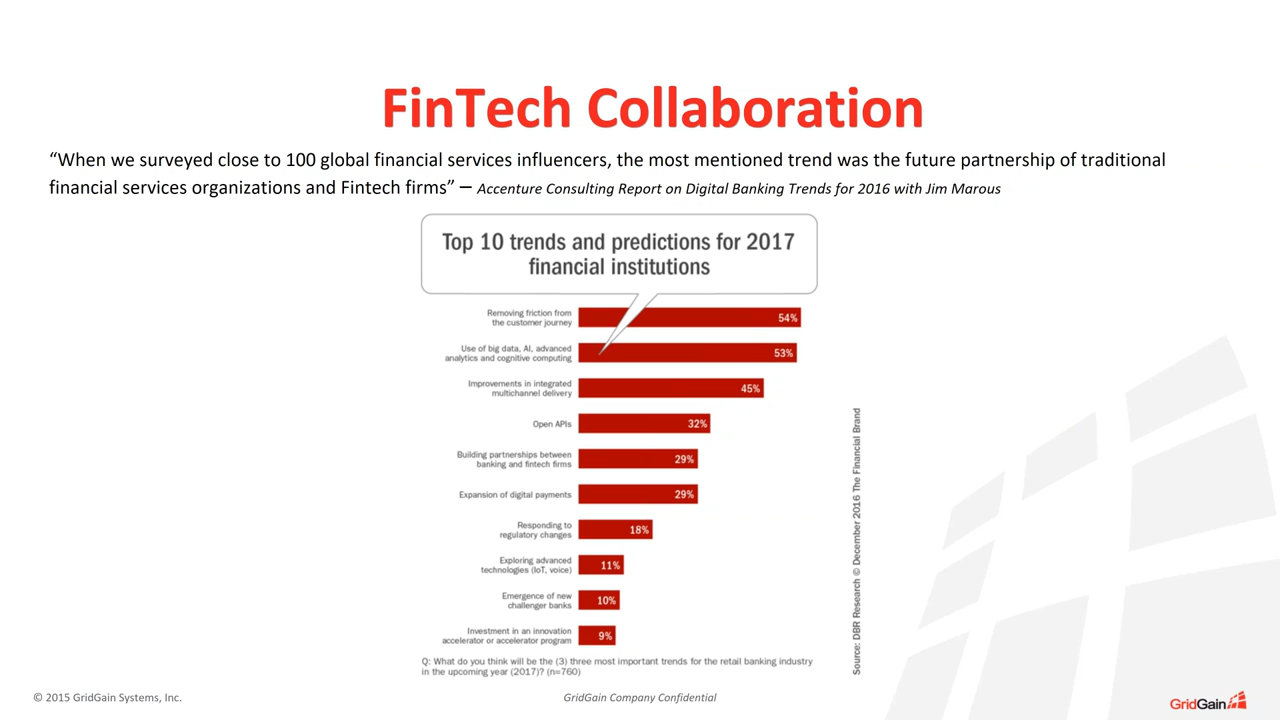 FinTech Collaboration
“When we surveyed close to 100 global financial services influencers, the most mentioned trend was the future partnership of traditional
financial services organizations and Fintech firms” – Accenture Consulting Report on Digital Banking Trends for 2016 with Jim Marous
Top 10 trends and predictions for 2017
financial institutions
Removing friction from
the customer journey
54%
Use of big data, AI, advanced
analytics and cognitive computing
53%
Improvements in integrated
multichannel delivery
45%
Open APIs
32%
Building partnerships between
banking and fintech firms
29%
Expansion of digital payments
29%
Responding to
regulatory changes
18%
Exploring advanced
technologies (IoT, voice)
11%
Emergence of new
challenger banks
10%
Investment in an innovation
accelerator or accelerator program
9%
Q: What do you think will be the (3) three most important trends for the retail banking industry
in the upcoming year (2017)? (n=760)
Source: DBR Research © December 2016 The Financial Brand
© 2015 GridGain Systems, Inc.
GridGain Company Confidential
GridGain